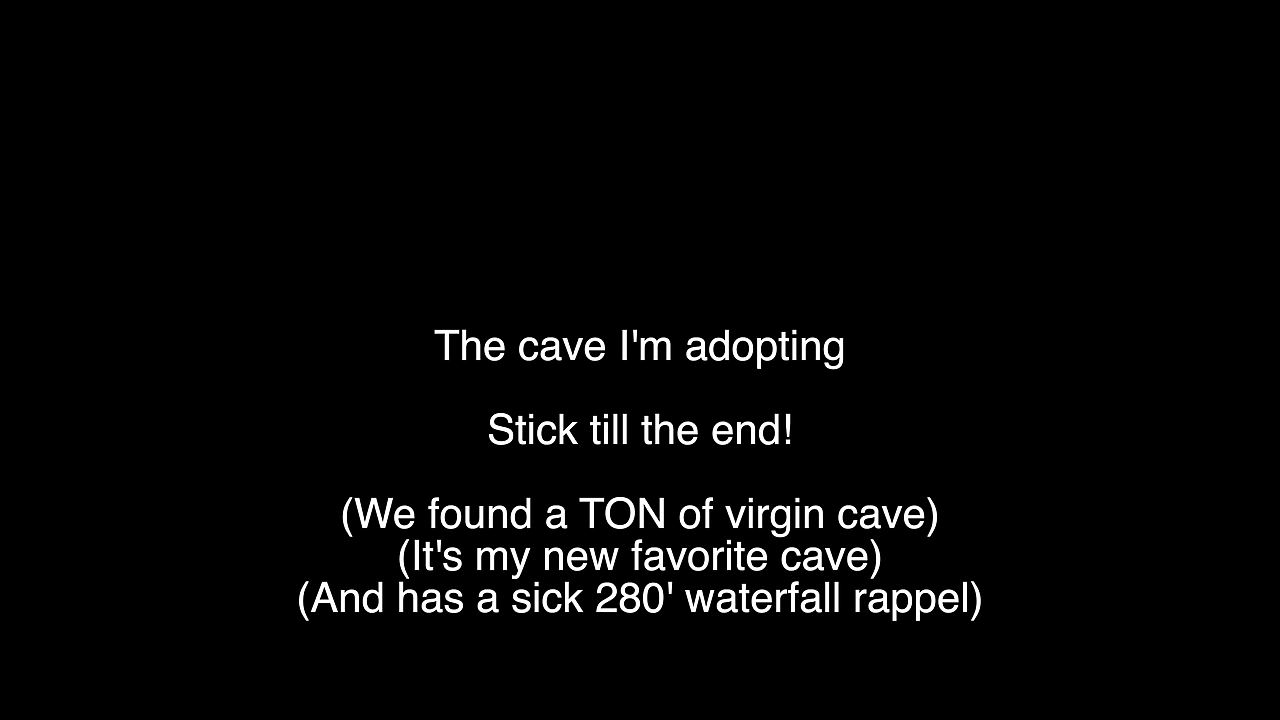 The cave I'm adopting
Stick till the end!
(We found a TON of virgin cave)
(It's my new favorite cave)
(And has a sick 280' waterfall rappel)